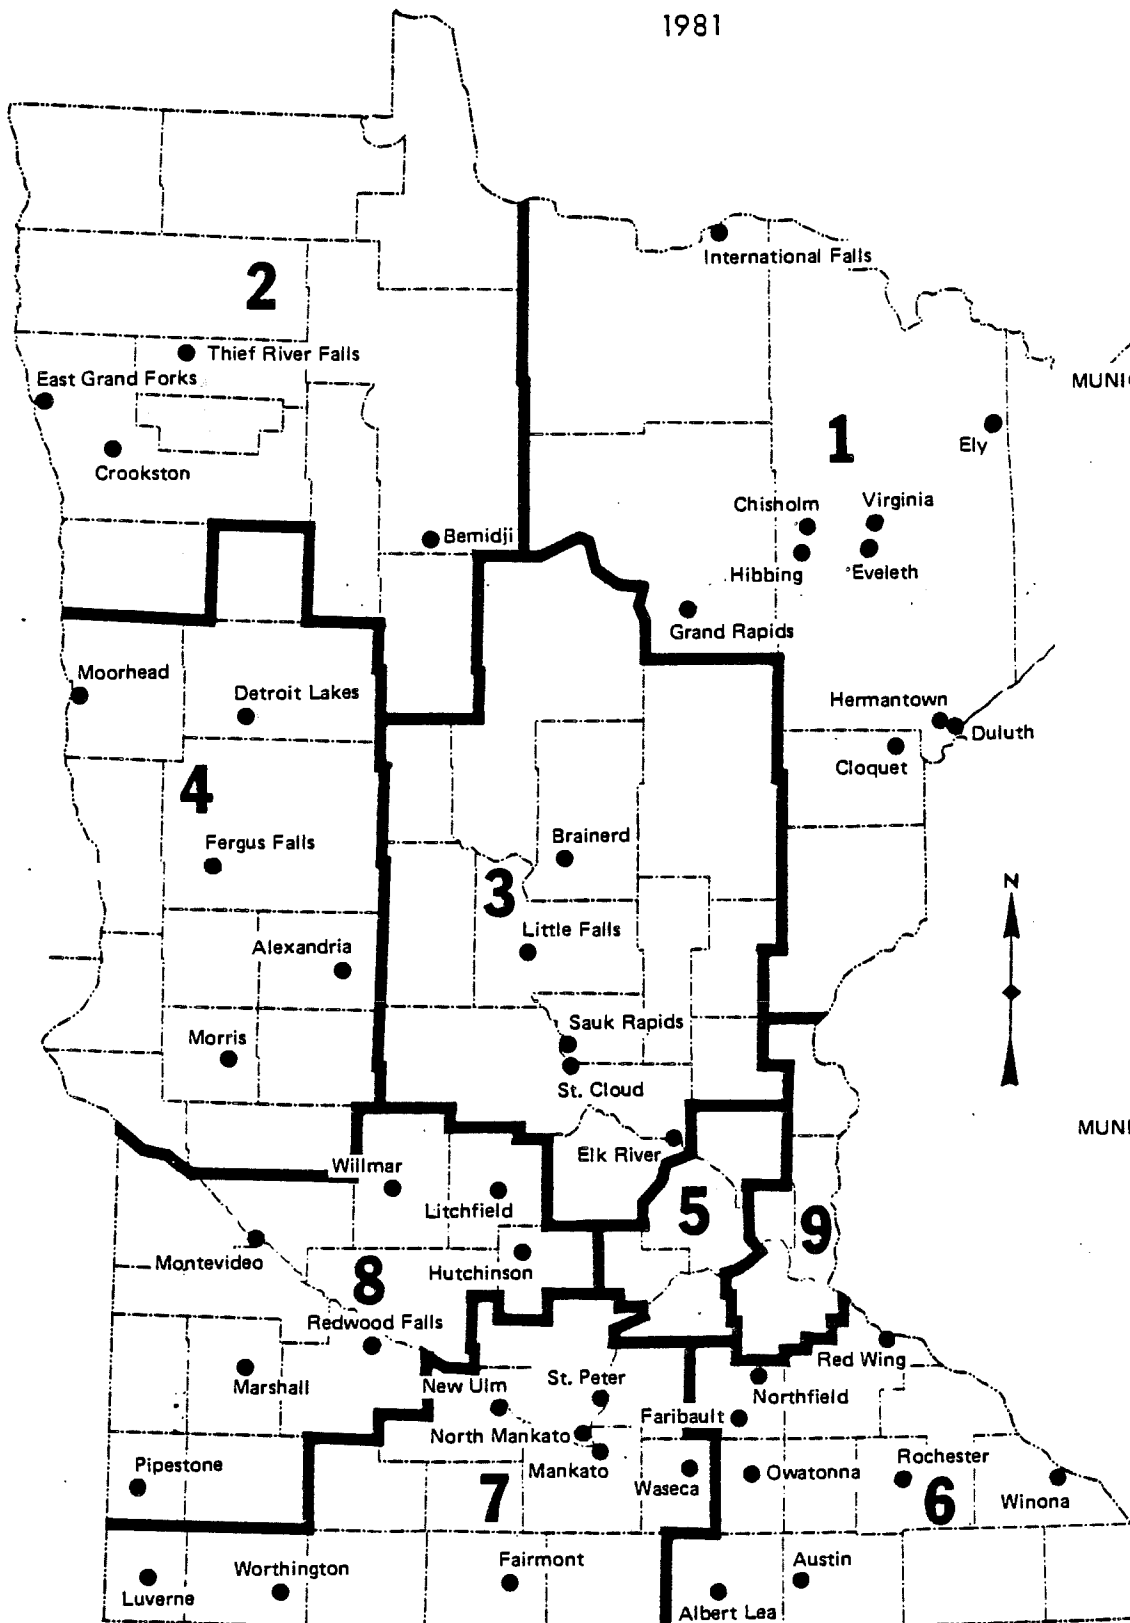 1981
International Falls
2
Thief River Falls
East Grand Forks
MUNI
1
Ely
Crookston
Chisholm
Virginia
Bemidji
Hibbing
Eveleth
Grand Rapids
Moorhead
Detroit Lakes
Hermantown
Duluth
Cloquet
4
Fergus Falls
Brainerd
3
N
Little Falls
Alexandria
Sauk Rapids
Morris
St. Cloud
MUNI
Elk River
Willmar
Litchfield
5
9
Montevideo
Hutchinson
8
Redwood Falls
Red Wing
Marshall
New Ulm
St. Peter
Northfield
Faribault
North Mankato
Pipestone
Mankato
Waseca
Owatonna
Rochester
7
6
Winona
Worthington
Fairmont
Austin
Luverne
Albert Lea